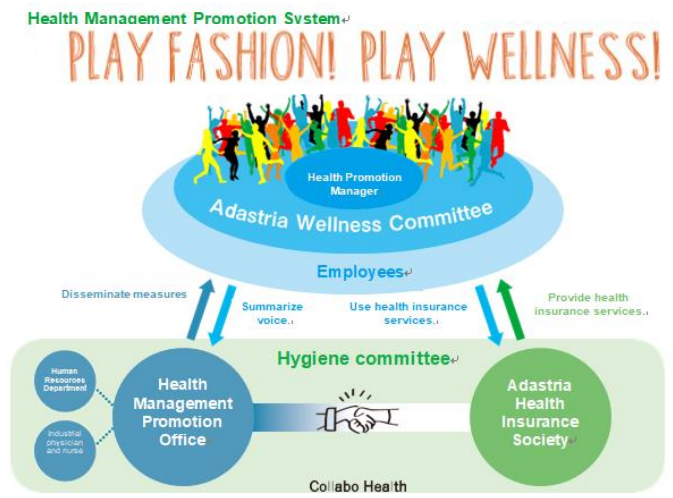 Health Management Promotion System
PLAY FASHION! PLAY WELLNESS!
Health Promotion
Manager
Adastria Wellness Committee
Employees
Disseminate measures
Summarize
voice.
Use health insurance
services.
Provide health
insurance services.
Hygiene committee
Human
Resources
Department
Industrial
physician
and nurse
Health
Management
Promotion
Office
Adastria
Health
Insurance
Society
Collabo Health